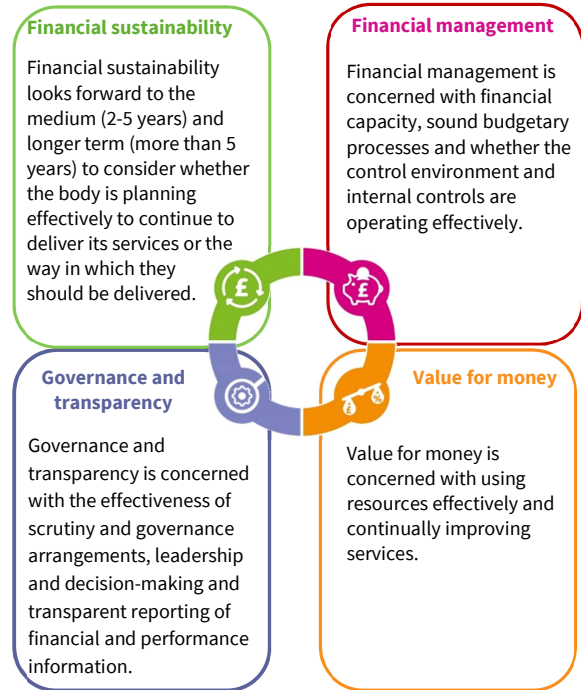 Financial sustainability
Financial sustainability
looks forward to the
medium (2-5 years) and
longer term (more than 5
years) to consider whether
the body is planning
effectively to continue to
deliver its services or the
way in which they
should be delivered.
Financial management
Financial management is
concerned with financial
capacity, sound budgetary
processes and whether the
control environment and
internal controls are
operating effectively.
£
£
Governance and
transparency
Governance and
transparency is concerned
with the effectiveness of
scrutiny and governance
arrangements, leadership
and decision-making and
transparent reporting of
financial and performance
information.
£
%
Value for money
Value for money is
concerned with using
resources effectively and
continually improving
services.